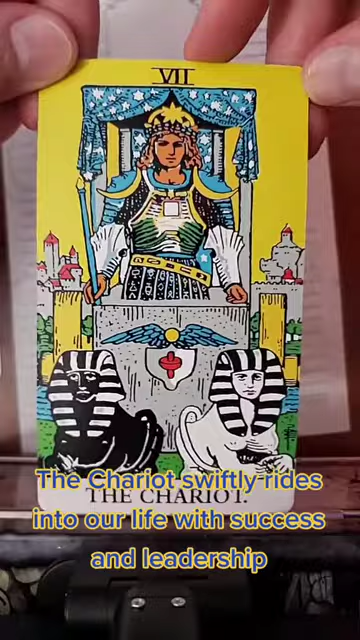 VII
The Chariot swiftly rides
THE CHARIOT.
into our life with success
and leadership